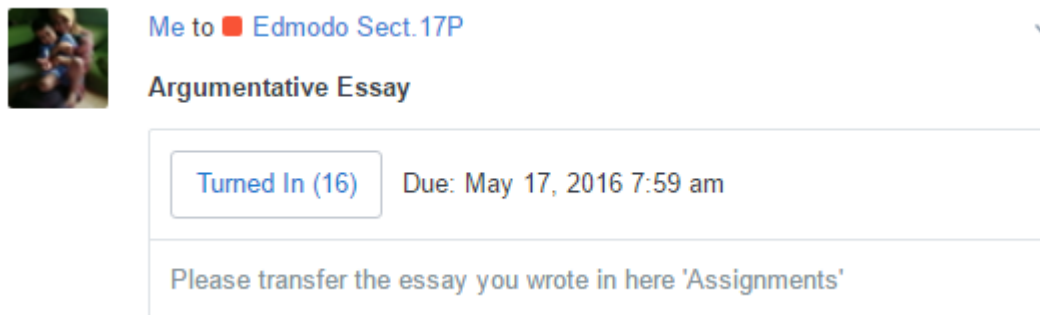 Me to Edmodo Sect.17P
Argumentative Essay
Turned In (16) Due: May 17, 2016 7:59 am
Please transfer the essay you wrote in here 'Assignments'